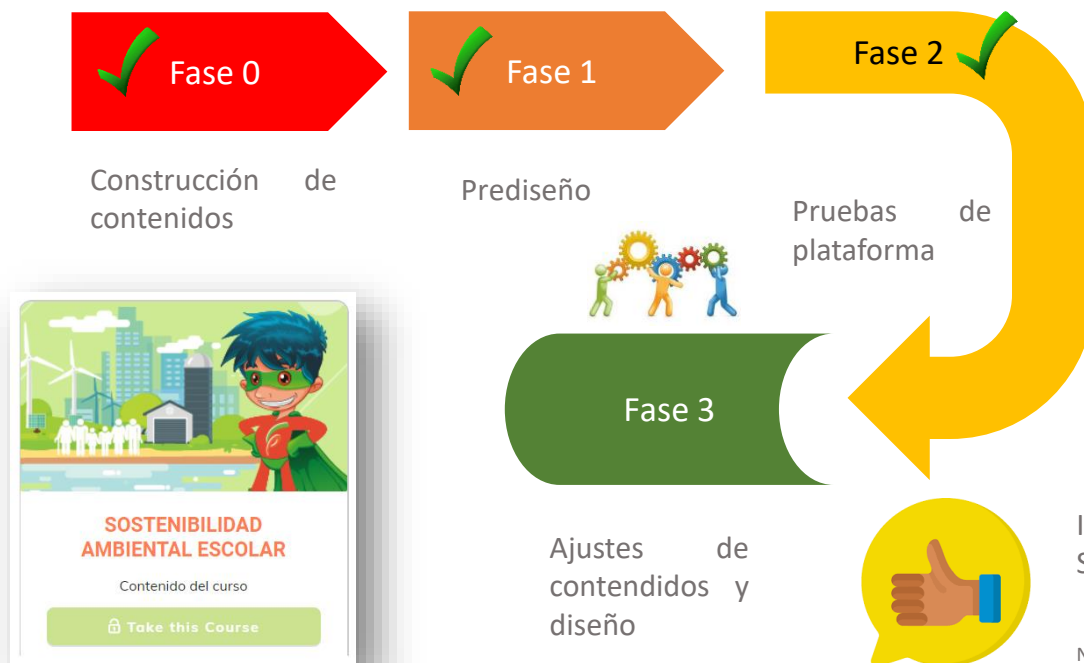 Fase 0
Fase 1
Fase 2
Construcción de
contenidos
Prediseño
Pruebas de
plataforma
Fase 3
SOSTENIBILIDAD
AMBIENTAL ESCOLAR
Contenido del curso
Take this Course
Ajustes de
contendidos y
diseño